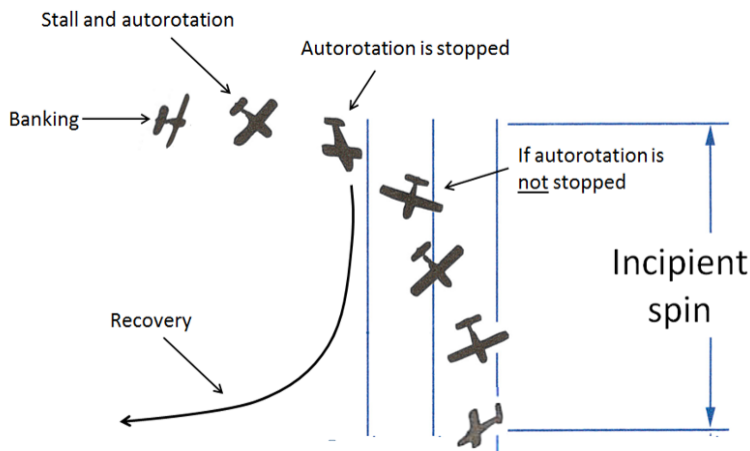 Stall and autorotation
Autorotation is stopped
Banking
If autorotation is
not stopped
Incipient
spin
Recovery